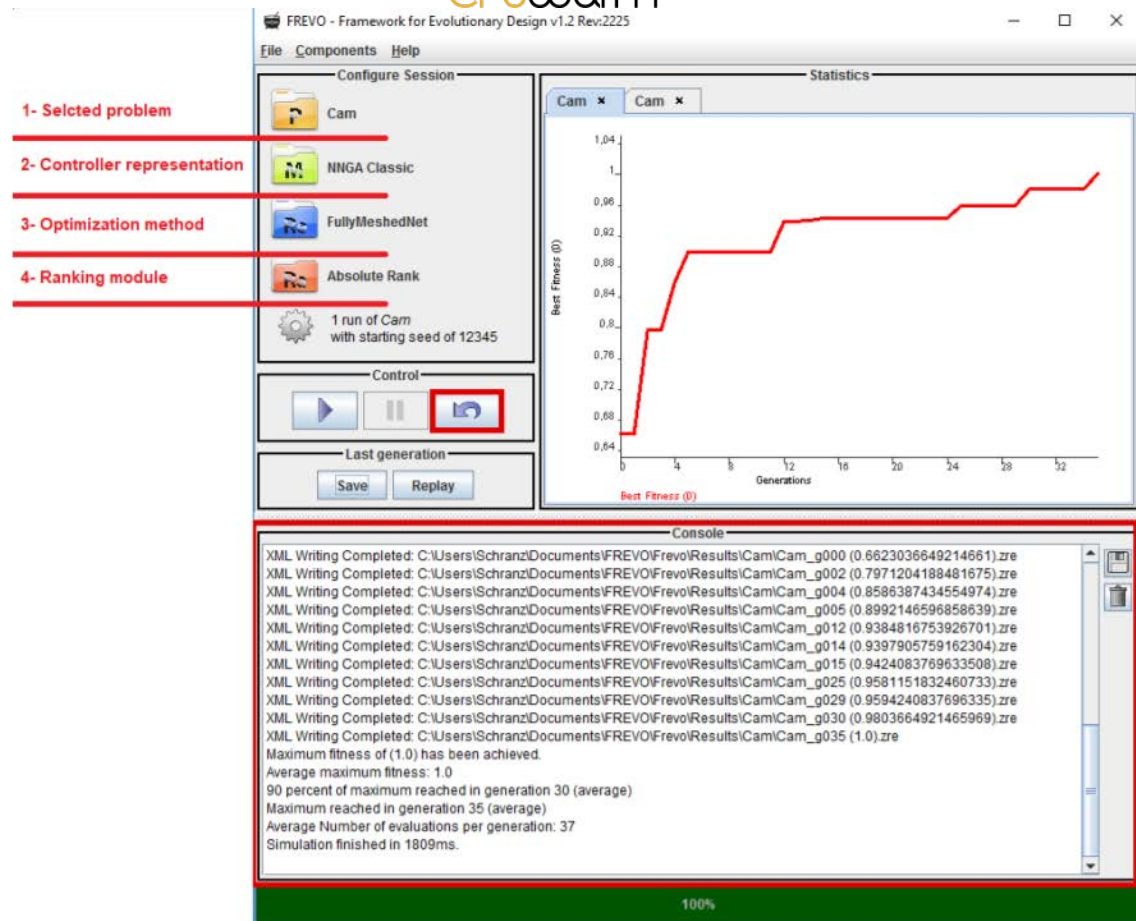 CPSwarm
FREVO - Framework for Evolutionary Design v1.2 Rev:2225
File Components Help
Configure Session
1- Selcted problem
Cam
2- Controller representation
NNGA Classic
3- Optimization method
FullyMeshedNet
4- Ranking module
Absolute Rank
1 run of Cam
with starting seed of 12345
Control
Last generation
Save Replay
Statistics
Cam × Cam ×
1,04
1
0,96
0,92
0,88
0,84
0,8
0,76
0,72
0,68
0,64
Best Fitness (0)
0 4 8 12 16 20 24 28 32
Generations
Best Fitness (0)
Console
XML Writing Completed: C:\Users\Schranz\Documents\FREVO\Frevo\Results\Cam\Cam_g000 (0.6623036649214661).zre
XML Writing Completed: C:\Users\Schranz\Documents\FREVO\Frevo\Results\Cam\Cam_g002 (0.7971204188481675).zre
XML Writing Completed: C:\Users\Schranz\Documents\FREVO\Frevo\Results\Cam\Cam_g004 (0.8586387434554974).zre
XML Writing Completed: C:\Users\Schranz\Documents\FREVO\Frevo\Results\Cam\Cam_g005 (0.8992146596858639).zre
XML Writing Completed: C:\Users\Schranz\Documents\FREVO\Frevo\Results\Cam\Cam_g012 (0.9384816753926701).zre
XML Writing Completed: C:\Users\Schranz\Documents\FREVO\Frevo\Results\Cam\Cam_g014 (0.9397905759162304).zre
XML Writing Completed: C:\Users\Schranz\Documents\FREVO\Frevo\Results\Cam\Cam_g015 (0.9424083769633508).zre
XML Writing Completed: C:\Users\Schranz\Documents\FREVO\Frevo\Results\Cam\Cam_g025 (0.9581151832460733).zre
XML Writing Completed: C:\Users\Schranz\Documents\FREVO\Frevo\Results\Cam\Cam_g029 (0.9594240837696335).zre
XML Writing Completed: C:\Users\Schranz\Documents\FREVO\Frevo\Results\Cam\Cam_g030 (0.9803664921465969).zre
XML Writing Completed: C:\Users\Schranz\Documents\FREVO\Frevo\Results\Cam\Cam_g035 (1.0).zre
Maximum fitness of (1.0) has been achieved.
Average maximum fitness: 1.0
90 percent of maximum reached in generation 30 (average)
Maximum reached in generation 35 (average)
Average Number of evaluations per generation: 37
Simulation finished in 1809ms.
100%